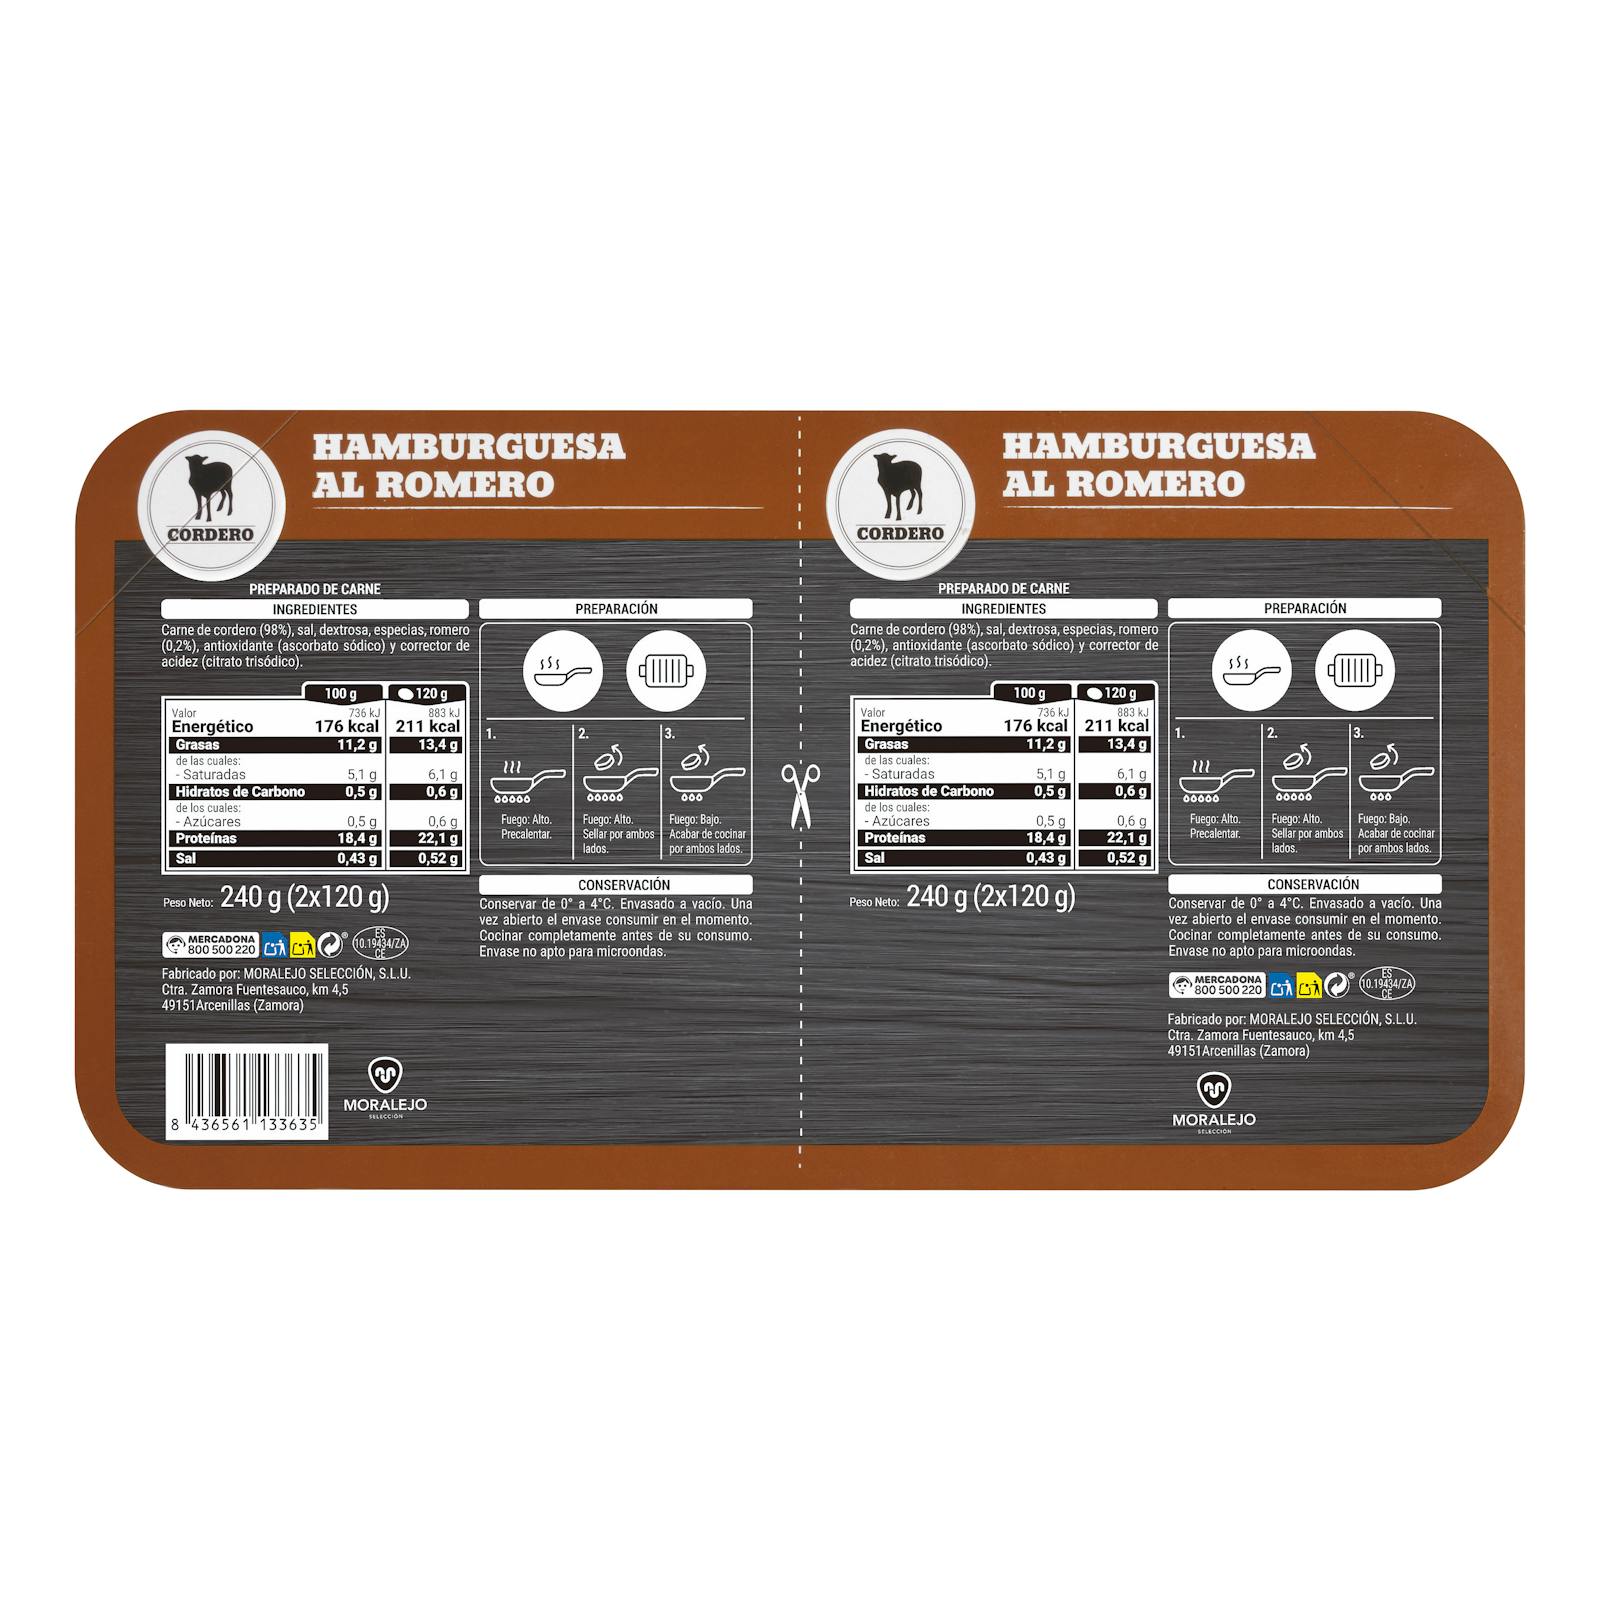 HAMBURGUESA
AL ROMERO
CORDERO
PREPARADO DE CARNE
INGREDIENTES
Carne de cordero (98%), sal, dextrosa, especias, romero
(0,2%), antioxidante (ascorbato sódico) y corrector de
acidez (citrato trisódico).
100 g 120 g
Valor 736 kJ 883 kJ
Energético 176 kcal 211 kcal
Grasas 11,2 g 13,4 g
de las cuales:
- Saturadas 5,1 g 6,1 g
Hidratos de Carbono 0,5 g 0,6 g
de los cuales:
- Azúcares 0,5 g 0,6 g
Proteínas 18,4 g 22,1 g
Sal 0,43 g 0,52 g
Peso Neto: 240 g (2x120 g)
MERCADONA
800 500 220
ES
10.19434/ZA
CE
Fabricado por: MORALEJO SELECCIÓN, S.L.U.
Ctra. Zamora Fuentesauco, km 4,5
49151Arcenillas (Zamora)
8 436561 133635
MORALEJO
SELECCIÓN
PREPARACIÓN
1.
Fuego: Alto.
Precalentar.
2.
Fuego: Alto.
Sellar por ambos
lados.
3.
Fuego: Bajo.
Acabar de cocinar
por ambos lados.
CONSERVACIÓN
Conservar de 0° a 4°C. Envasado a vacío. Una
vez abierto el envase consumir en el momento.
Cocinar completamente antes de su consumo.
Envase no apto para microondas.
HAMBURGUESA
AL ROMERO
CORDERO
PREPARADO DE CARNE
INGREDIENTES
Carne de cordero (98%), sal, dextrosa, especias, romero
(0,2%), antioxidante (ascorbato sódico) y corrector de
acidez (citrato trisódico).
100 g 120 g
Valor 736 kJ 883 kJ
Energético 176 kcal 211 kcal
Grasas 11,2 g 13,4 g
de las cuales:
- Saturadas 5,1 g 6,1 g
Hidratos de Carbono 0,5 g 0,6 g
de los cuales:
- Azúcares 0,5 g 0,6 g
Proteínas 18,4 g 22,1 g
Sal 0,43 g 0,52 g
Peso Neto: 240 g (2x120 g)
PREPARACIÓN
1.
Fuego: Alto.
Precalentar.
2.
Fuego: Alto.
Sellar por ambos
lados.
3.
Fuego: Bajo.
Acabar de cocinar
por ambos lados.
CONSERVACIÓN
Conservar de 0° a 4°C. Envasado a vacío. Una
vez abierto el envase consumir en el momento.
Cocinar completamente antes de su consumo.
Envase no apto para microondas.
MERCADONA
800 500 220
ES
10.19434/ZA
CE
Fabricado por: MORALEJO SELECCIÓN, S.L.U.
Ctra. Zamora Fuentesauco, km 4,5
49151Arcenillas (Zamora)
MORALEJO
SELECCIÓN